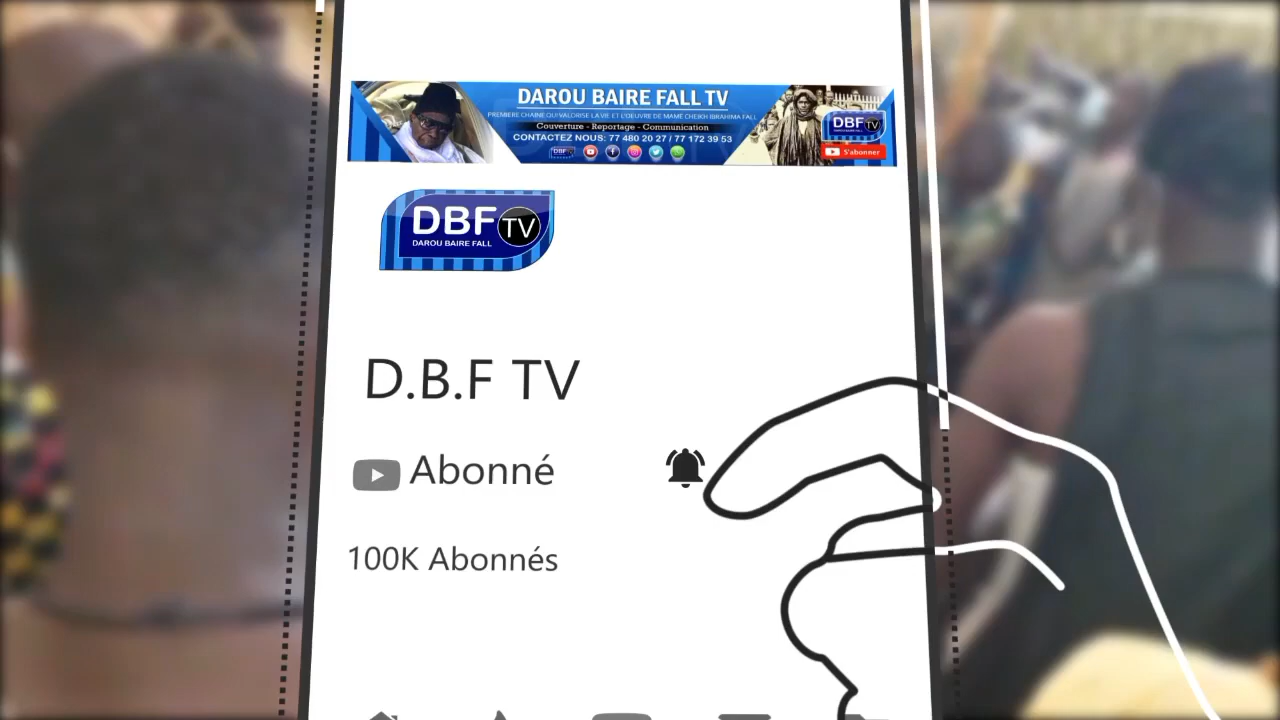 DAROU BAIRE FALL TV
PREMIERE CHAINE QUI VALORISE LA VIE ET L'OEUVRE DE MAME CHEIKH IBRAHIMA FALL
Couverture - Reportage - Communication
CONTACTEZ NOUS: 77 480 20 27 / 77 172 39 53
DBF TV
S'abonner
DBF TV
DAROU BAIRE FALL
D.B.F TV
Abonné
100K Abonnés